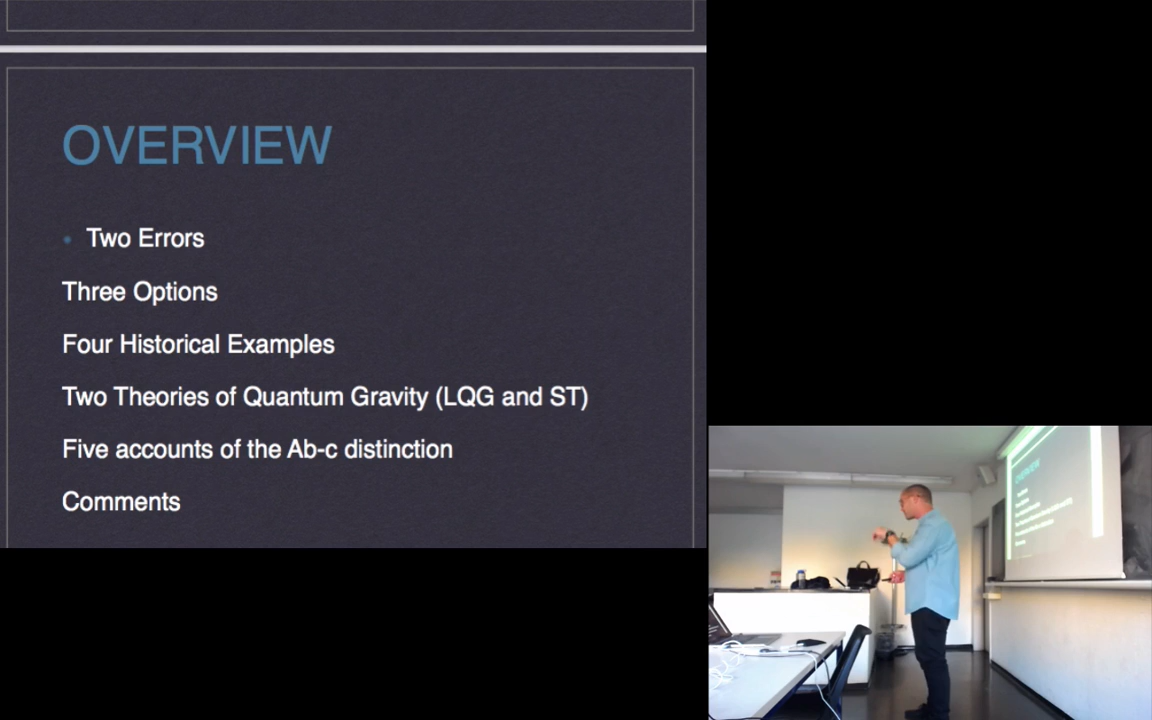 OVERVIEW
Two Errors
Three Options
Four Historical Examples
Two Theories of Quantum Gravity (LQG and ST)
Five accounts of the Ab-c distinction
Comments
OVERVIEW